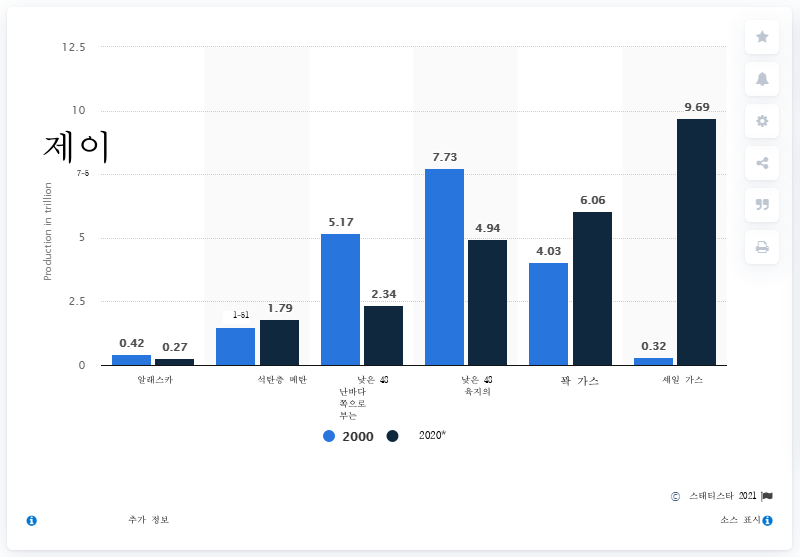 12.5
10
제이
7-5
Production in trillion
5
2.5
0
0.42
0.27
1-51
1.79
5.17
2.34
7.73
4.94
4.03
6.06
0.32
9.69
알래스카
석탄층 메탄
낮은 48
난바다
쪽으로
부는
낮은 48
육지의
꽉 가스
셰일 가스
2000
2020*
© 스태티스타 2021
추가 정보
소스 표시